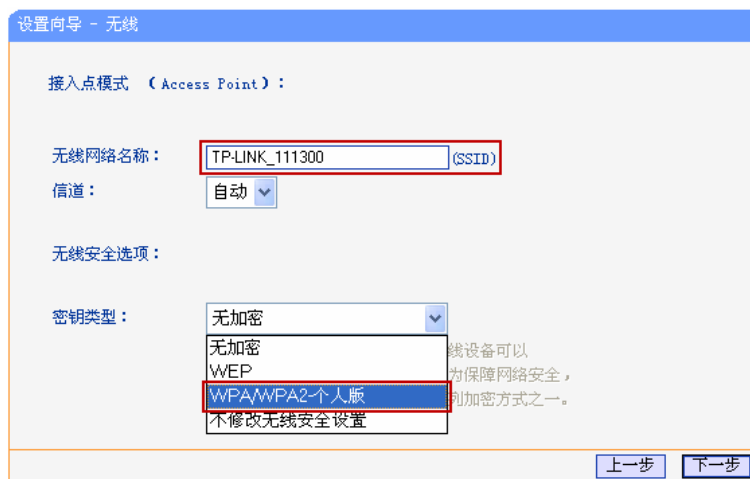 设置向导 - 无线
接入点模式 （Access Point）：
无线网络名称： TP-LINK_111300 (SSID)
信道： 自动
无线安全选项：
密钥类型： 无加密
无加密
线设备可以
WEP
为保障网络安全，
WPA/WPA2-个人版
列加密方式之一。
不修改无线安全设置
上一步 下一步